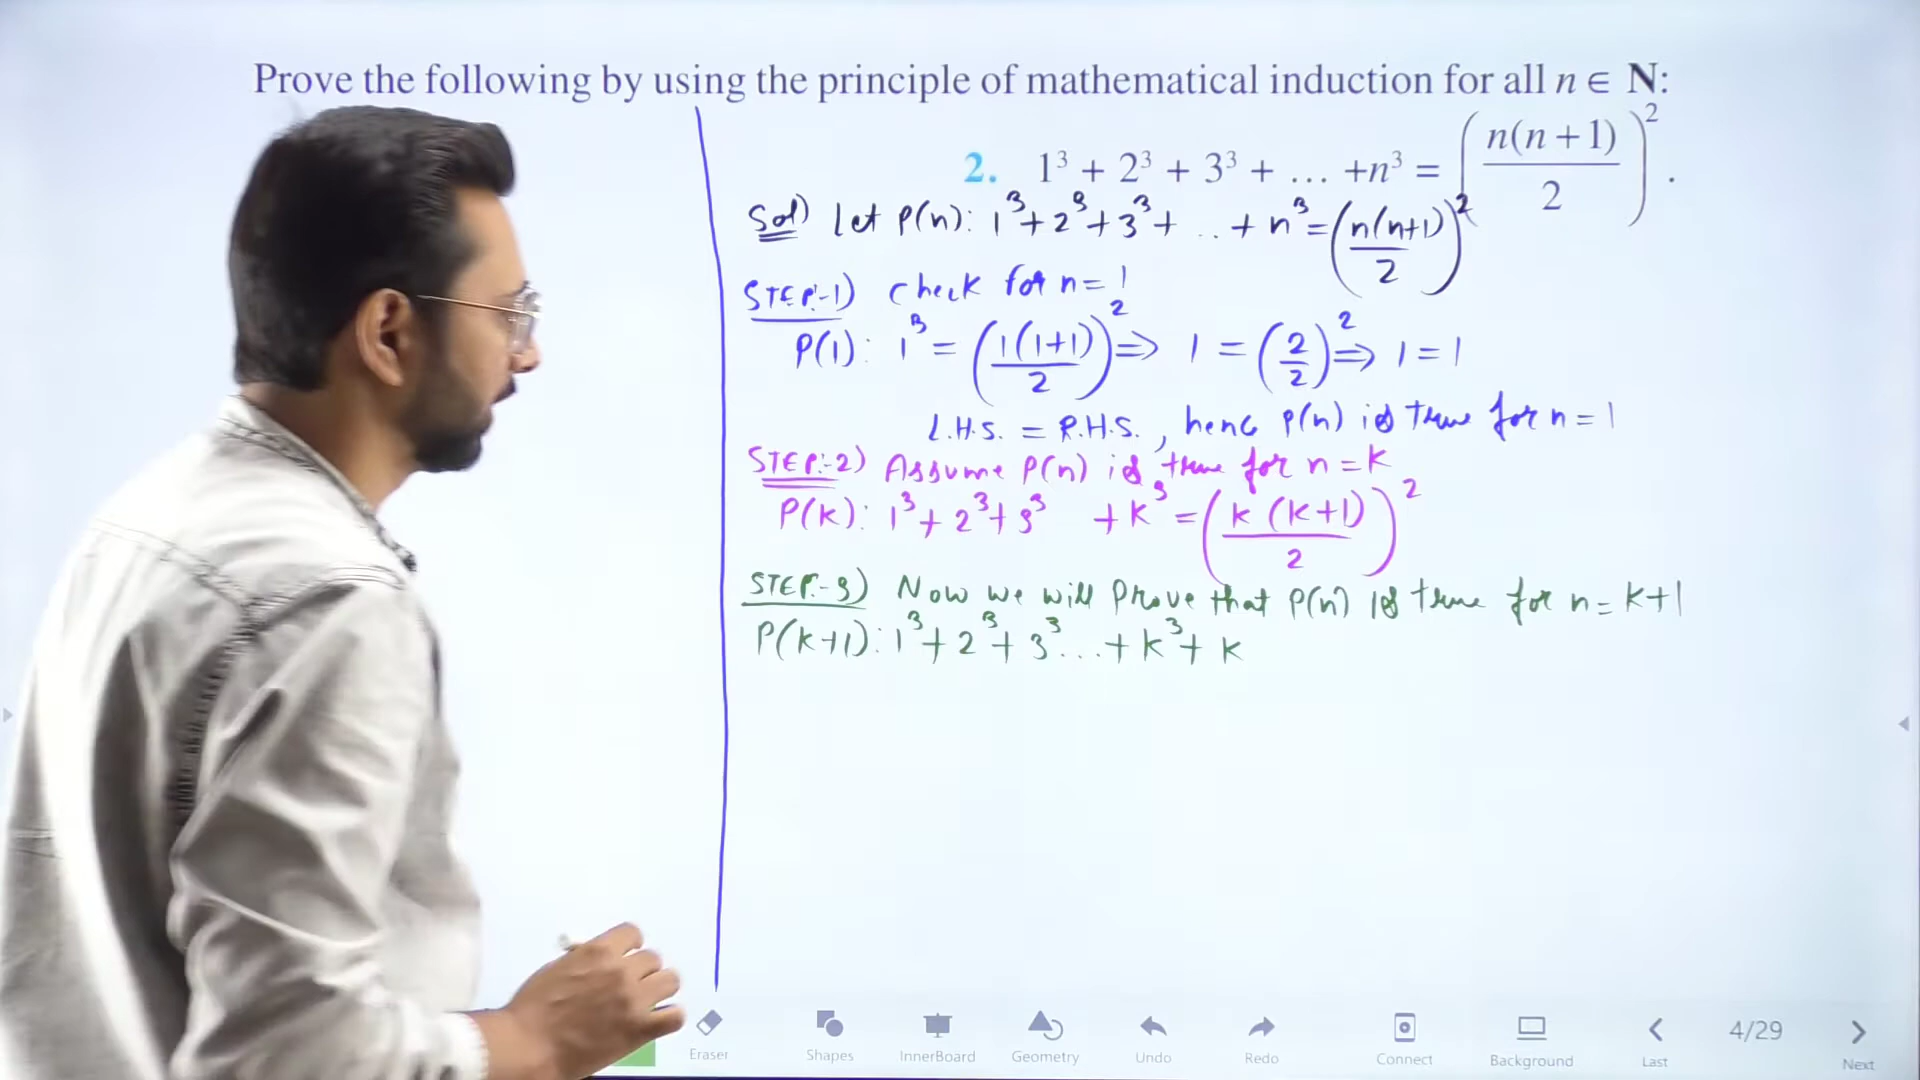 Prove the following by using the principle of mathematical induction for all n ∈ N:
2. 1³ + 2³ + 3³ + ... +n³ = (n(n+1)/2)².
Sol) Let P(n): 1³+2³+3³+ .. + n³=(n(n+1)/2)²
STEP:-1) Check for n=1
P(1): 1³ = (1(1+1)/2)² ⇒ 1 = (2/2)² ⇒ 1=1
L.H.S. = R.H.S., hence P(n) is true for n=1
STEP:-2) Assume P(n) is true for n=k
P(k): 1³+2³+3³ +k³=(k(k+1)/2)²
STEP:-3) Now we will prove that P(n) is true for n=k+1
P(k+1): 1³+2³+3³...+k³+k
Eraser Shapes InnerBoard Geometry Undo Redo Connect Background Last 4/29 Next